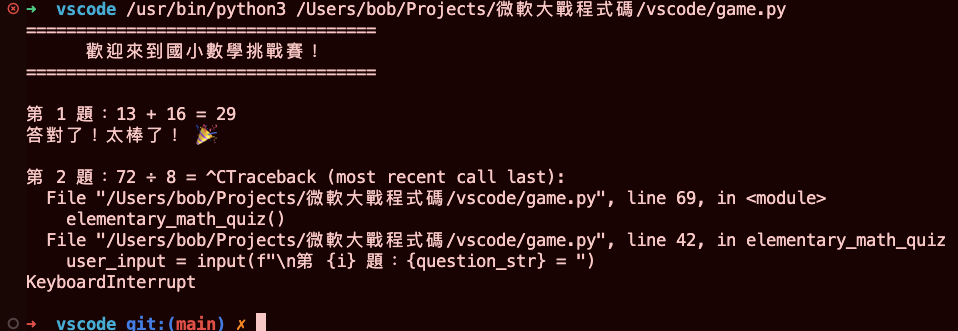 ➜ vscode /usr/bin/python3 /Users/bob/Projects/微軟大戰程式碼/vscode/game.py
===================================
歡迎來到國小數學挑戰賽！
===================================
第 1 題：13 + 16 = 29
答對了！太棒了！ 🎉
第 2 題：72 ÷ 8 = ^CTraceback (most recent call last):
File "/Users/bob/Projects/微軟大戰程式碼/vscode/game.py", line 69, in <module>
elementary_math_quiz()
File "/Users/bob/Projects/微軟大戰程式碼/vscode/game.py", line 42, in elementary_math_quiz
user_input = input(f"\n第 {i} 題：{question_str} = ")
KeyboardInterrupt
➜ vscode git:(main) ✗